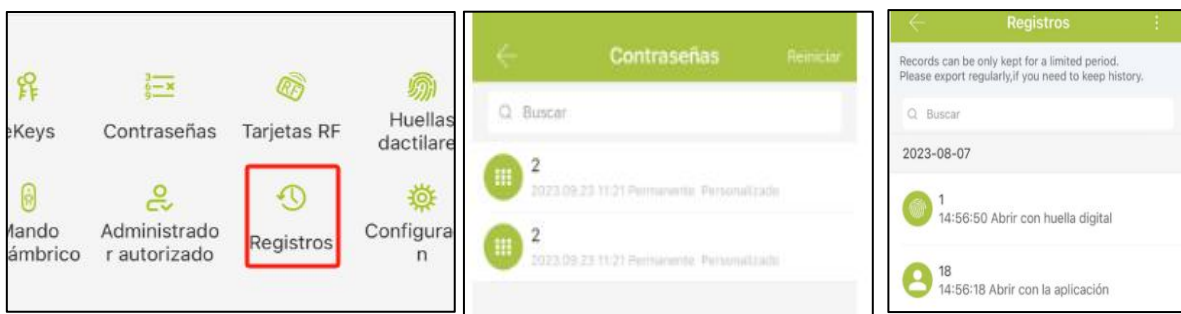 eKeys
Contraseñas
Tarjetas RF
Huellas
dactilare
Mando
ámbrico
Administrado
r autorizado
Registros
Configura
n
Contraseñas
Reiniciar
Buscar
2
2023.09.23 11:21 Permanente Personalizado
2
2023.09.23 11:21 Permanente Personalizado
Registros
Records can be only kept for a limited period.
Please export regularly,if you need to keep history.
Buscar
2023-08-07
1
14:56:50 Abrir con huella digital
18
14:56:18 Abrir con la aplicación